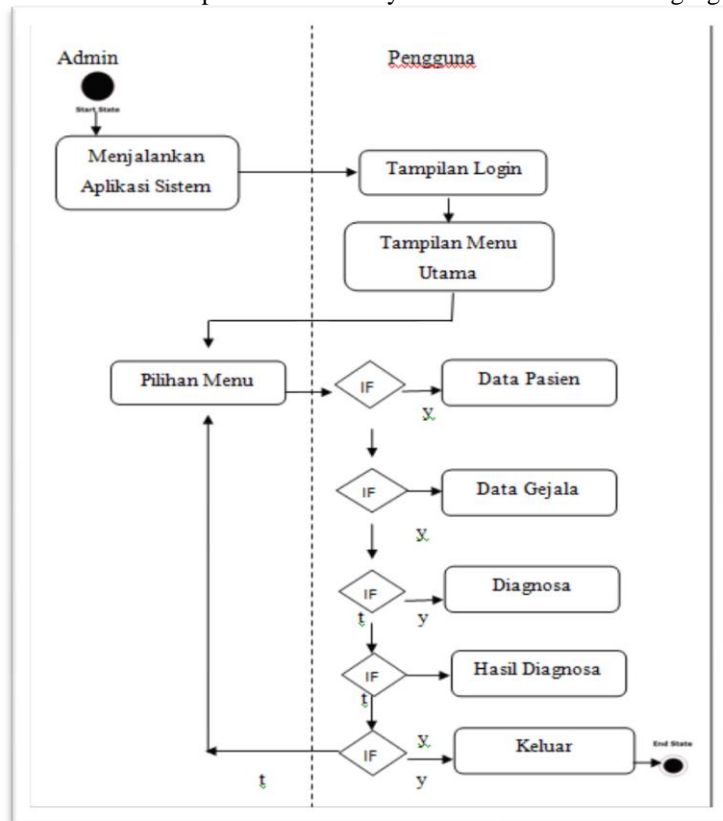 Admin
Pengguna
Start State
Menjalankan
Aplikasi Sistem
Tampilan Login
Tampilan Menu
Utama
Pilihan Menu
IF
Data Pasien
y
IF
Data Gejala
y
IF
Diagnosa
t
y
IF
Hasil Diagnosa
t
IF
y
Keluar
End State
t
y